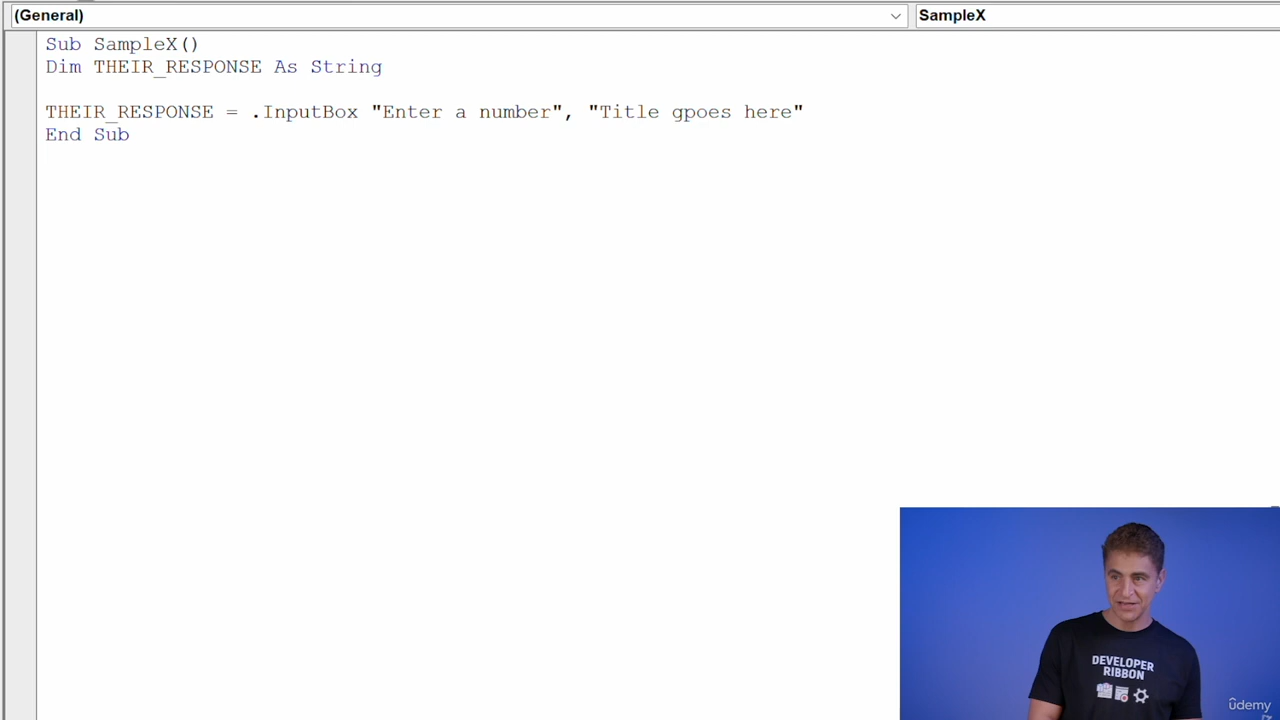 (General)
SampleX
Sub SampleX()
Dim THEIR_RESPONSE As String
THEIR_RESPONSE = .InputBox "Enter a number", "Title gpoes here"
End Sub
DEVELOPER
RIBBON
udemy